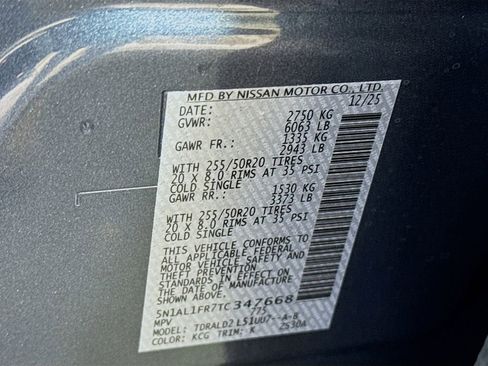 MFD BY NISSAN MOTOR CO., LTD.
DATE: 12/25
GVWR: 2750 KG
6063 LB
GAWR FR.: 1335 KG
2943 LB
WITH 255/50R20 TIRES
20 X 8.0 RIMS AT 35 PSI
COLD SINGLE
GAWR RR.: 1530 KG
3373 LB
WITH 255/50R20 TIRES
20 X 8.0 RIMS AT 35 PSI
COLD SINGLE
THIS VEHICLE CONFORMS TO
ALL APPLICABLE FEDERAL
MOTOR VEHICLE SAFETY AND
THEFT PREVENTION
STANDARDS IN EFFECT ON
THE DATE OF MANUFACTURE
SHOWN ABOVE.
5N1AL1FR7TC347668
MPV 775
MODEL: TDRALD2 L51UU7--A-B
COLOR: KCG TRIM: K 2530A